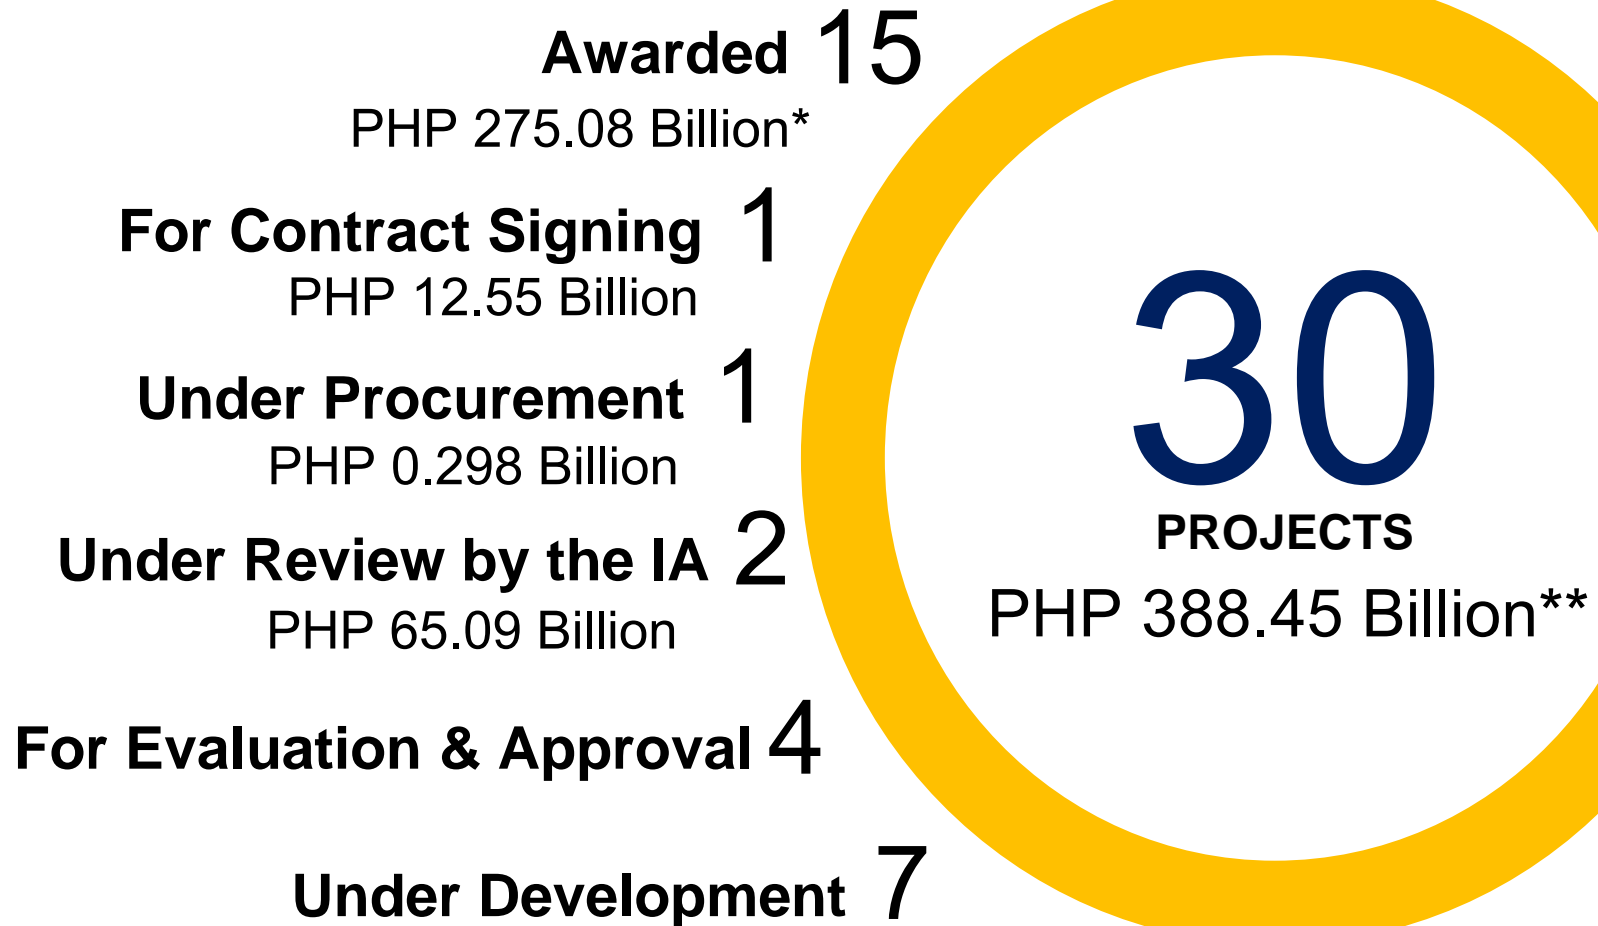 Awarded 15
PHP 275.08 Billion*
For Contract Signing 1
PHP 12.55 Billion
Under Procurement 1
PHP 0.298 Billion
Under Review by the IA 2
PHP 65.09 Billion
For Evaluation & Approval 4
Under Development 7
30
PROJECTS
PHP 388.45 Billion**